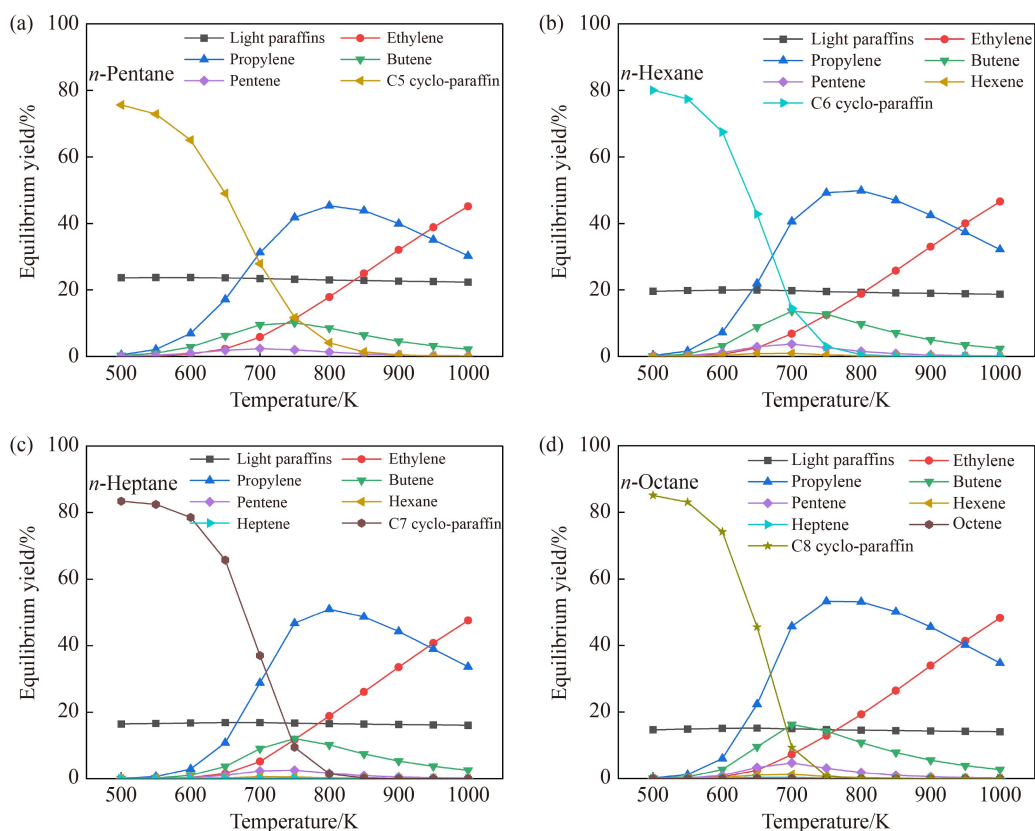 (a)
100
80
60
40
20
0
Equilibrium yield/%
n-Pentane
Light paraffins Ethylene
Propylene Butene
Pentene C5 cyclo-paraffin
500 600 700 800 900 1000
Temperature/K
(b)
100
80
60
40
20
0
Equilibrium yield/%
n-Hexane
Light paraffins Ethylene
Propylene Butene
Pentene Hexene
C6 cyclo-paraffin
500 600 700 800 900 1000
Temperature/K
(c)
100
80
60
40
20
0
Equilibrium yield/%
n-Heptane
Light paraffins Ethylene
Propylene Butene
Pentene Hexane
Heptene C7 cyclo-paraffin
500 600 700 800 900 1000
Temperature/K
(d)
100
80
60
40
20
0
Equilibrium yield/%
n-Octane
Light paraffins Ethylene
Propylene Butene
Pentene Hexene
Heptene Octene
C8 cyclo-paraffin
500 600 700 800 900 1000
Temperature/K